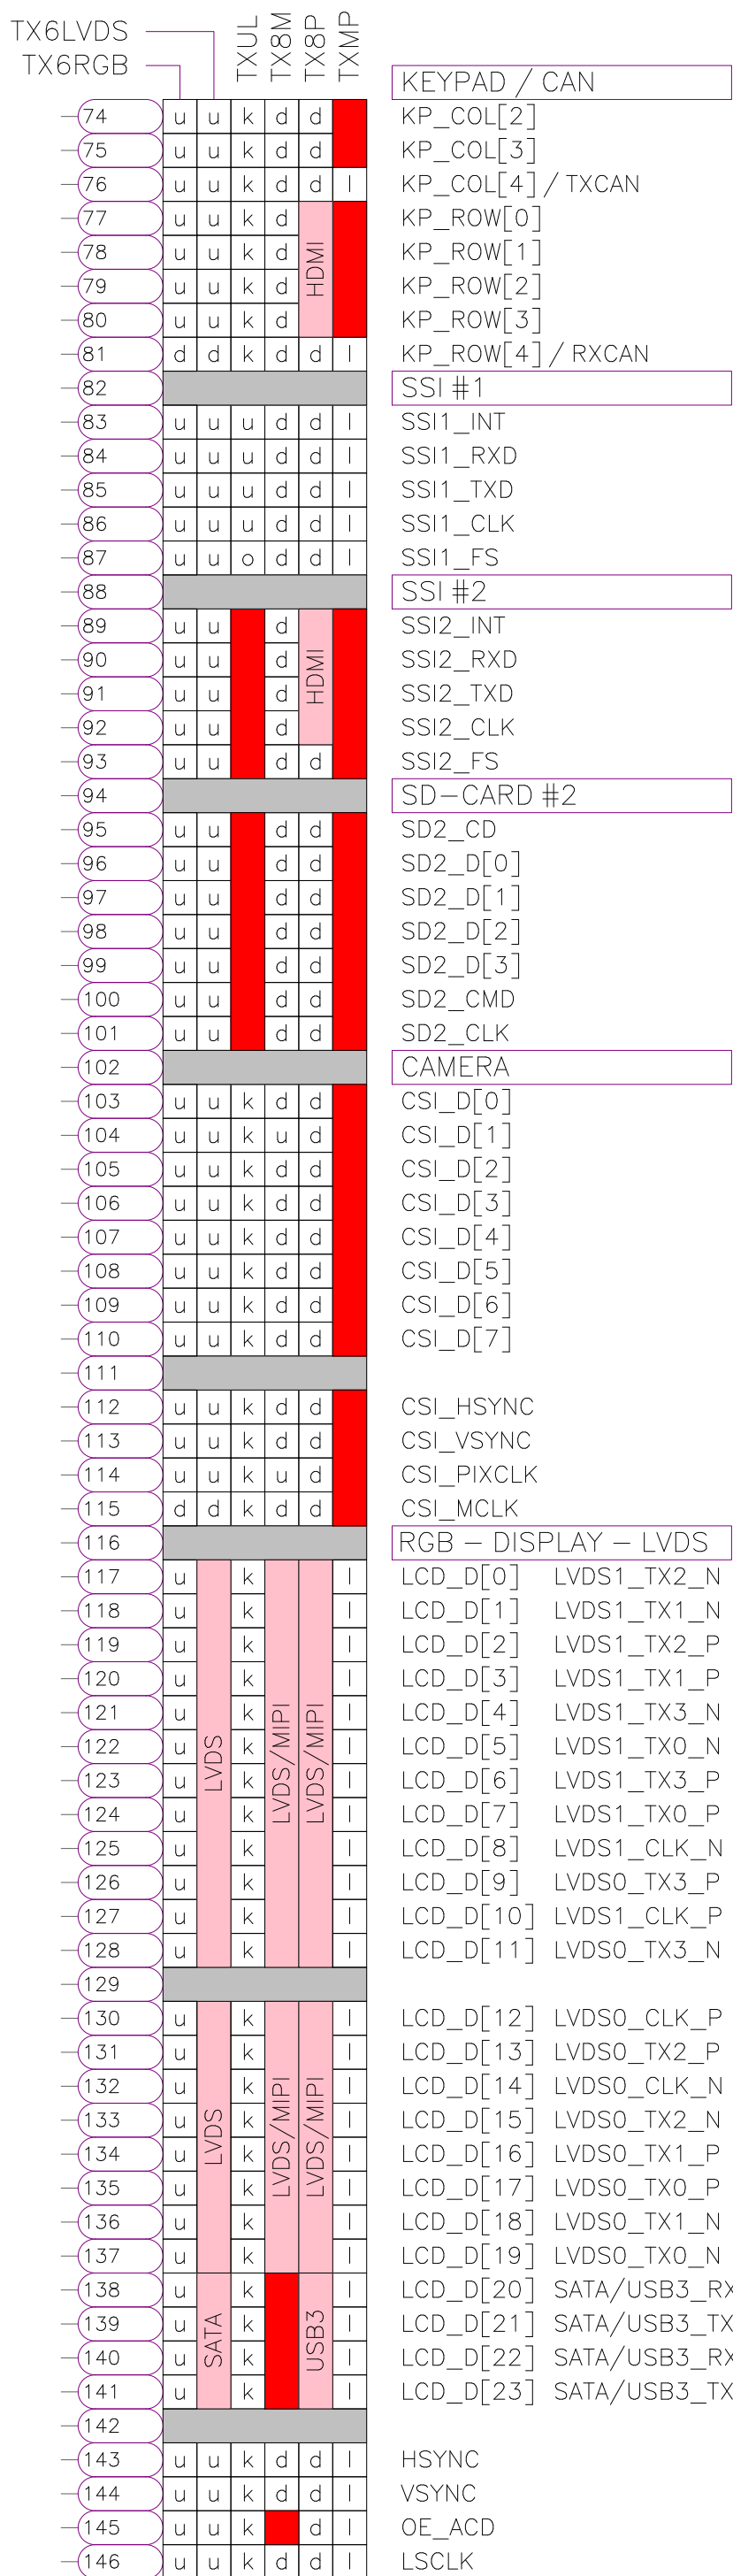 TX6LVDS
TX6RGB
TXUL
TX8M
TX8P
TXMP
KEYPAD / CAN
74 u u k d d KP_COL[2]
75 u u k d d KP_COL[3]
76 u u k d d l KP_COL[4] / TXCAN
77 u u k d KP_ROW[0]
78 u u k d KP_ROW[1]
HDMI
79 u u k d KP_ROW[2]
80 u u k d KP_ROW[3]
81 d d k d d l KP_ROW[4] / RXCAN
82 SSI #1
83 u u u d d l SSI1_INT
84 u u u d d l SSI1_RXD
85 u u u d d l SSI1_TXD
86 u u u d d l SSI1_CLK
87 u u o d d l SSI1_FS
88 SSI #2
89 u u d SSI2_INT
90 u u d SSI2_RXD
HDMI
91 u u d SSI2_TXD
92 u u d SSI2_CLK
93 u u d d SSI2_FS
94 SD-CARD #2
95 u u d d SD2_CD
96 u u d d SD2_D[0]
97 u u d d SD2_D[1]
98 u u d d SD2_D[2]
99 u u d d SD2_D[3]
100 u u d d SD2_CMD
101 u u d d SD2_CLK
102 CAMERA
103 u u k d d CSI_D[0]
104 u u k u d CSI_D[1]
105 u u k d d CSI_D[2]
106 u u k d d CSI_D[3]
107 u u k d d CSI_D[4]
108 u u k d d CSI_D[5]
109 u u k d d CSI_D[6]
110 u u k d d CSI_D[7]
111
112 u u k d d CSI_HSYNC
113 u u k d d CSI_VSYNC
114 u u k u d CSI_PIXCLK
115 d d k d d CSI_MCLK
116 RGB - DISPLAY - LVDS
117 u k l LCD_D[0] LVDS1_TX2_N
118 u k l LCD_D[1] LVDS1_TX1_N
119 u k l LCD_D[2] LVDS1_TX2_P
120 u k l LCD_D[3] LVDS1_TX1_P
121 u k l LCD_D[4] LVDS1_TX3_N
122 u k l LCD_D[5] LVDS1_TX0_N
LVDS LVDS/MIPI LVDS/MIPI
123 u k l LCD_D[6] LVDS1_TX3_P
124 u k l LCD_D[7] LVDS1_TX0_P
125 u k l LCD_D[8] LVDS1_CLK_N
126 u k l LCD_D[9] LVDS0_TX3_P
127 u k l LCD_D[10] LVDS1_CLK_P
128 u k l LCD_D[11] LVDS0_TX3_N
129
130 u k l LCD_D[12] LVDS0_CLK_P
131 u k l LCD_D[13] LVDS0_TX2_P
132 u k l LCD_D[14] LVDS0_CLK_N
133 u k l LCD_D[15] LVDS0_TX2_N
LVDS LVDS/MIPI LVDS/MIPI
134 u k l LCD_D[16] LVDS0_TX1_P
135 u k l LCD_D[17] LVDS0_TX0_P
136 u k l LCD_D[18] LVDS0_TX1_N
137 u k l LCD_D[19] LVDS0_TX0_N
138 u k l LCD_D[20] SATA/USB3_RX
139 u k l LCD_D[21] SATA/USB3_TX
SATA USB3
140 u k l LCD_D[22] SATA/USB3_RX
141 u k l LCD_D[23] SATA/USB3_TX
142
143 u u k d d l HSYNC
144 u u k d d l VSYNC
145 u u k d l OE_ACD
146 u u k d d l LSCLK